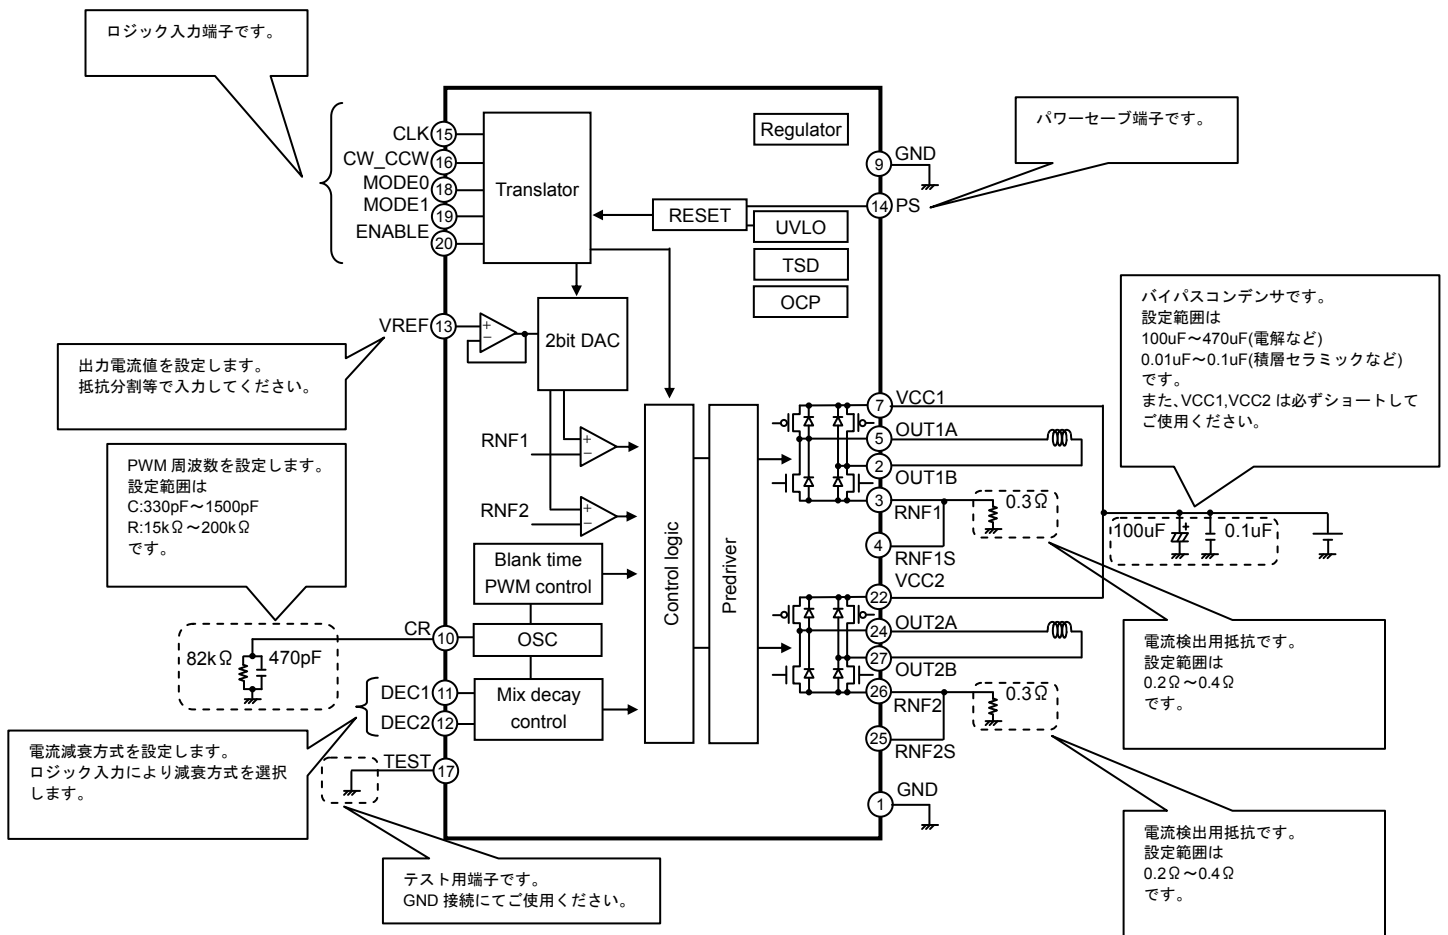 ロジック入力端子です。
CLK 15
CW_CCW 16
MODE0 18
MODE1 19
ENABLE 20
Translator
Regulator
9 GND
14 PS
パワーセーブ端子です。
RESET
UVLO
TSD
OCP
VREF 13
+
−
2bit DAC
出力電流値を設定します。
抵抗分割等で入力してください。
バイパスコンデンサです。
設定範囲は
100uF～470uF(電解など)
0.01uF～0.1uF(積層セラミックなど)
です。
また、VCC1,VCC2 は必ずショートして
ご使用ください。
RNF1
+
−
RNF2
+
−
7 VCC1
5 OUT1A
2
OUT1B
3
RNF1
4
RNF1S
0.3Ω
100uF
+
0.1uF
PWM 周波数を設定します。
設定範囲は
C:330pF～1500pF
R:15kΩ～200kΩ
です。
Blank time
PWM control
Control logic
Predriver
VCC2
22
OUT2A
24
27
OUT2B
26
RNF2
25
RNF2S
0.3Ω
CR 10
OSC
82kΩ 470pF
DEC1 11
DEC2 12
Mix decay
control
電流検出用抵抗です。
設定範囲は
0.2Ω～0.4Ω
です。
電流減衰方式を設定します。
ロジック入力により減衰方式を選択
します。
TEST 17
1 GND
テスト用端子です。
GND 接続にてご使用ください。
電流検出用抵抗です。
設定範囲は
0.2Ω～0.4Ω
です。